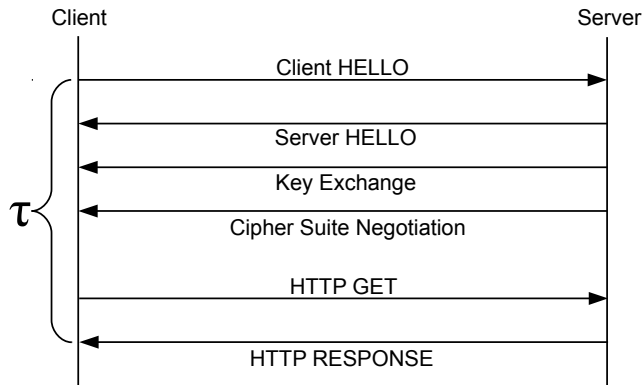 Client
Server
Client HELLO
Server HELLO
Key Exchange
τ
Cipher Suite Negotiation
HTTP GET
HTTP RESPONSE